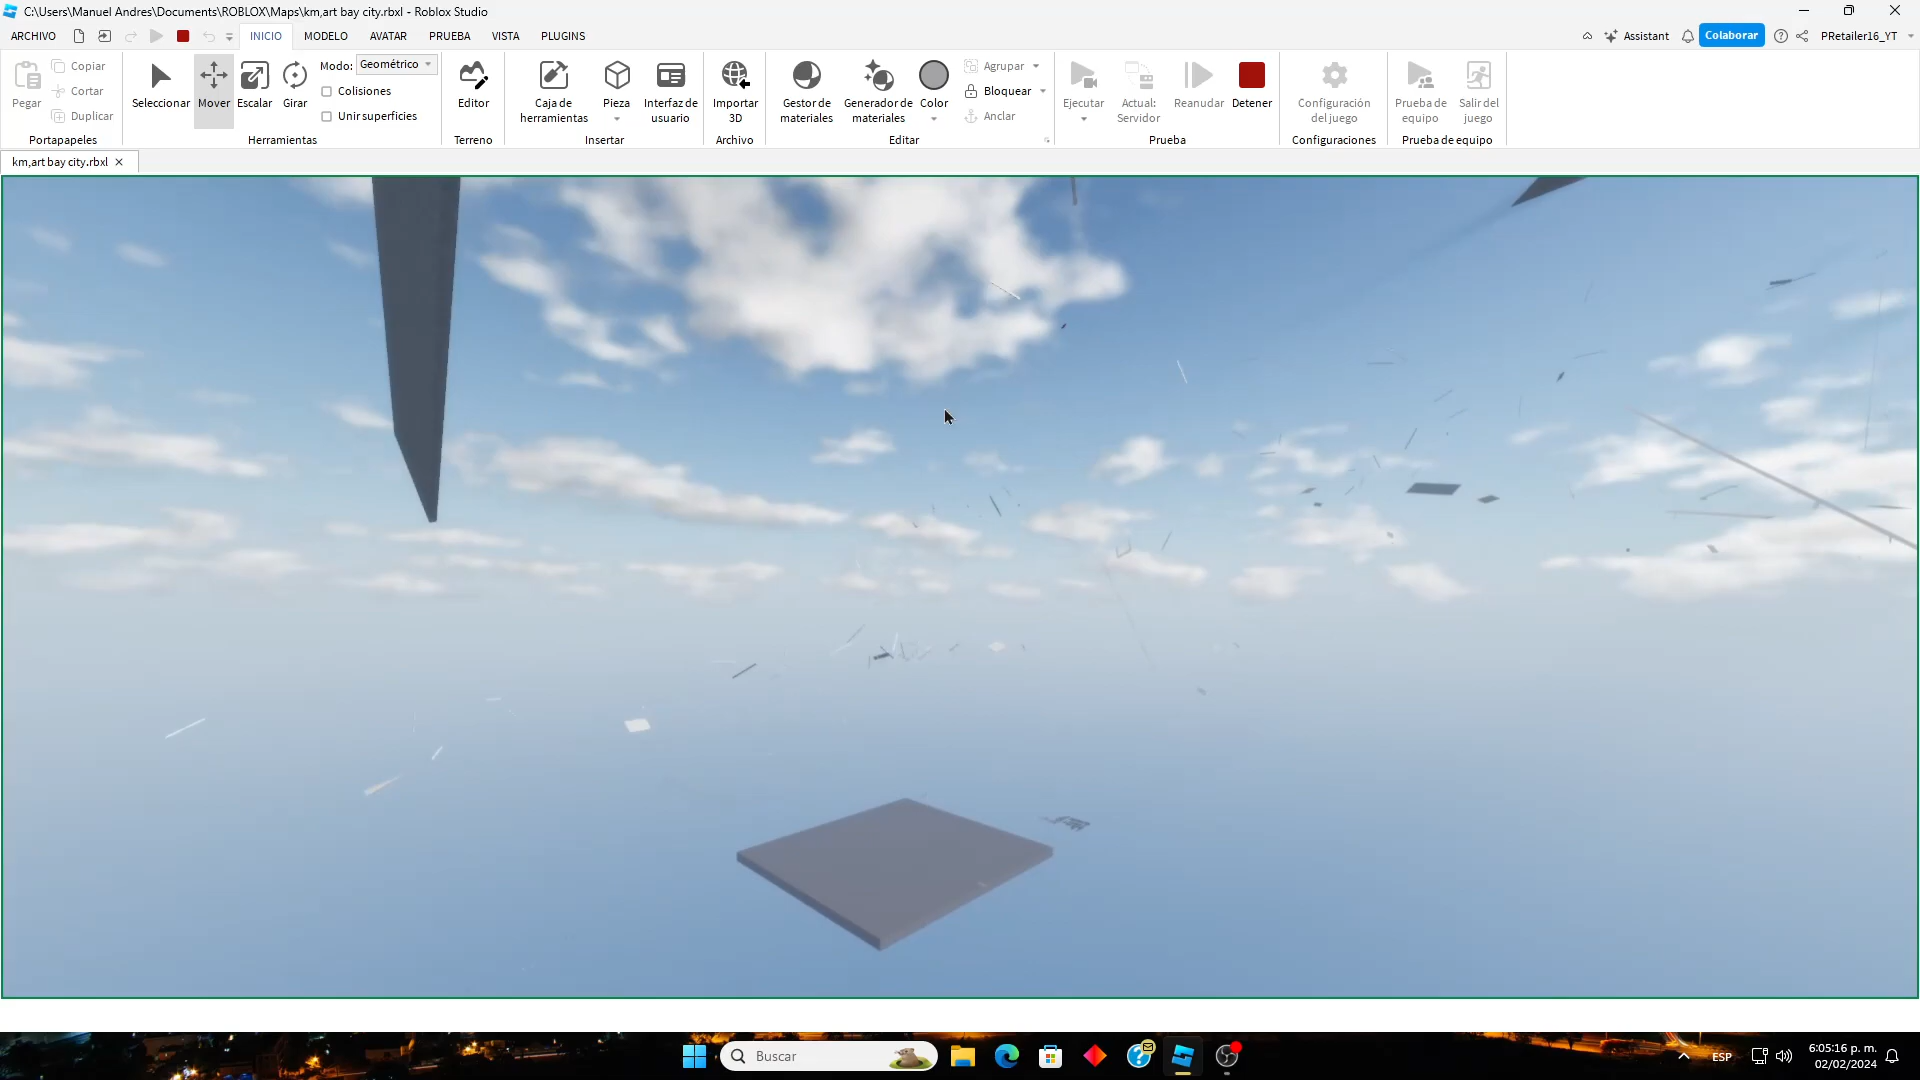 C:\Users\Manuel Andres\Documents\ROBLOX\Maps\km,art bay city.rbxl - Roblox Studio
ARCHIVO
INICIO
MODELO
AVATAR
PRUEBA
VISTA
PLUGINS
Assistant
Colaborar
PRetailer16_YT
Pegar
Copiar
Cortar
Duplicar
Portapapeles
Seleccionar
Mover
Escalar
Girar
Modo:
Geométrico
Colisiones
Unir superficies
Herramientas
Editor
Terreno
Caja de
herramientas
Pieza
Interfaz de
usuario
Insertar
Importar
3D
Archivo
Gestor de
materiales
Generador de
materiales
Color
Agrupar
Bloquear
Anclar
Editar
Ejecutar
Actual:
Servidor
Reanudar
Detener
Prueba
Configuración
del juego
Configuraciones
Prueba de
equipo
Salir del
juego
Prueba de equipo
km,art bay city.rbxl
Buscar
ESP
6:05:16 p. m.
02/02/2024